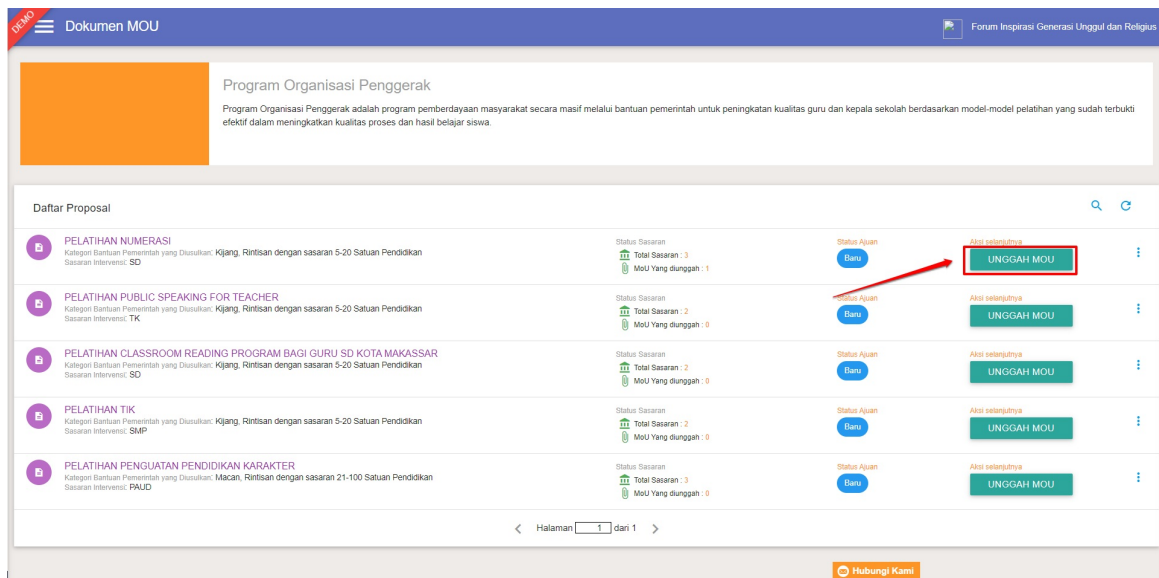 DEMO
Dokumen MOU
Forum Inspirasi Generasi Unggul dan Religius
Program Organisasi Penggerak
Program Organisasi Penggerak adalah program pemberdayaan masyarakat secara masif melalui bantuan pemerintah untuk peningkatan kualitas guru dan kepala sekolah berdasarkan model-model pelatihan yang sudah terbukti
efektif dalam meningkatkan kualitas proses dan hasil belajar siswa.
Daftar Proposal
PELATIHAN NUMERASI
Kategori Bantuan Pemerintah yang Diusulkan: Kijang, Rintisan dengan sasaran 5-20 Satuan Pendidikan
Sasaran Intervensi: SD
Status Sasaran
Total Sasaran : 3
MoU Yang diunggah : 1
Status Ajuan
Baru
Aksi selanjutnya
UNGGAH MOU
PELATIHAN PUBLIC SPEAKING FOR TEACHER
Kategori Bantuan Pemerintah yang Diusulkan: Kijang, Rintisan dengan sasaran 5-20 Satuan Pendidikan
Sasaran Intervensi: TK
Status Sasaran
Total Sasaran : 2
MoU Yang diunggah : 0
Status Ajuan
Baru
Aksi selanjutnya
UNGGAH MOU
PELATIHAN CLASSROOM READING PROGRAM BAGI GURU SD KOTA MAKASSAR
Kategori Bantuan Pemerintah yang Diusulkan: Kijang, Rintisan dengan sasaran 5-20 Satuan Pendidikan
Sasaran Intervensi: SD
Status Sasaran
Total Sasaran : 2
MoU Yang diunggah : 0
Status Ajuan
Baru
Aksi selanjutnya
UNGGAH MOU
PELATIHAN TIK
Kategori Bantuan Pemerintah yang Diusulkan: Kijang, Rintisan dengan sasaran 5-20 Satuan Pendidikan
Sasaran Intervensi: SMP
Status Sasaran
Total Sasaran : 2
MoU Yang diunggah : 0
Status Ajuan
Baru
Aksi selanjutnya
UNGGAH MOU
PELATIHAN PENGUATAN PENDIDIKAN KARAKTER
Kategori Bantuan Pemerintah yang Diusulkan: Macan, Rintisan dengan sasaran 21-100 Satuan Pendidikan
Sasaran Intervensi: PAUD
Status Sasaran
Total Sasaran : 3
MoU Yang diunggah : 0
Status Ajuan
Baru
Aksi selanjutnya
UNGGAH MOU
Halaman 1 dari 1
Hubungi Kami